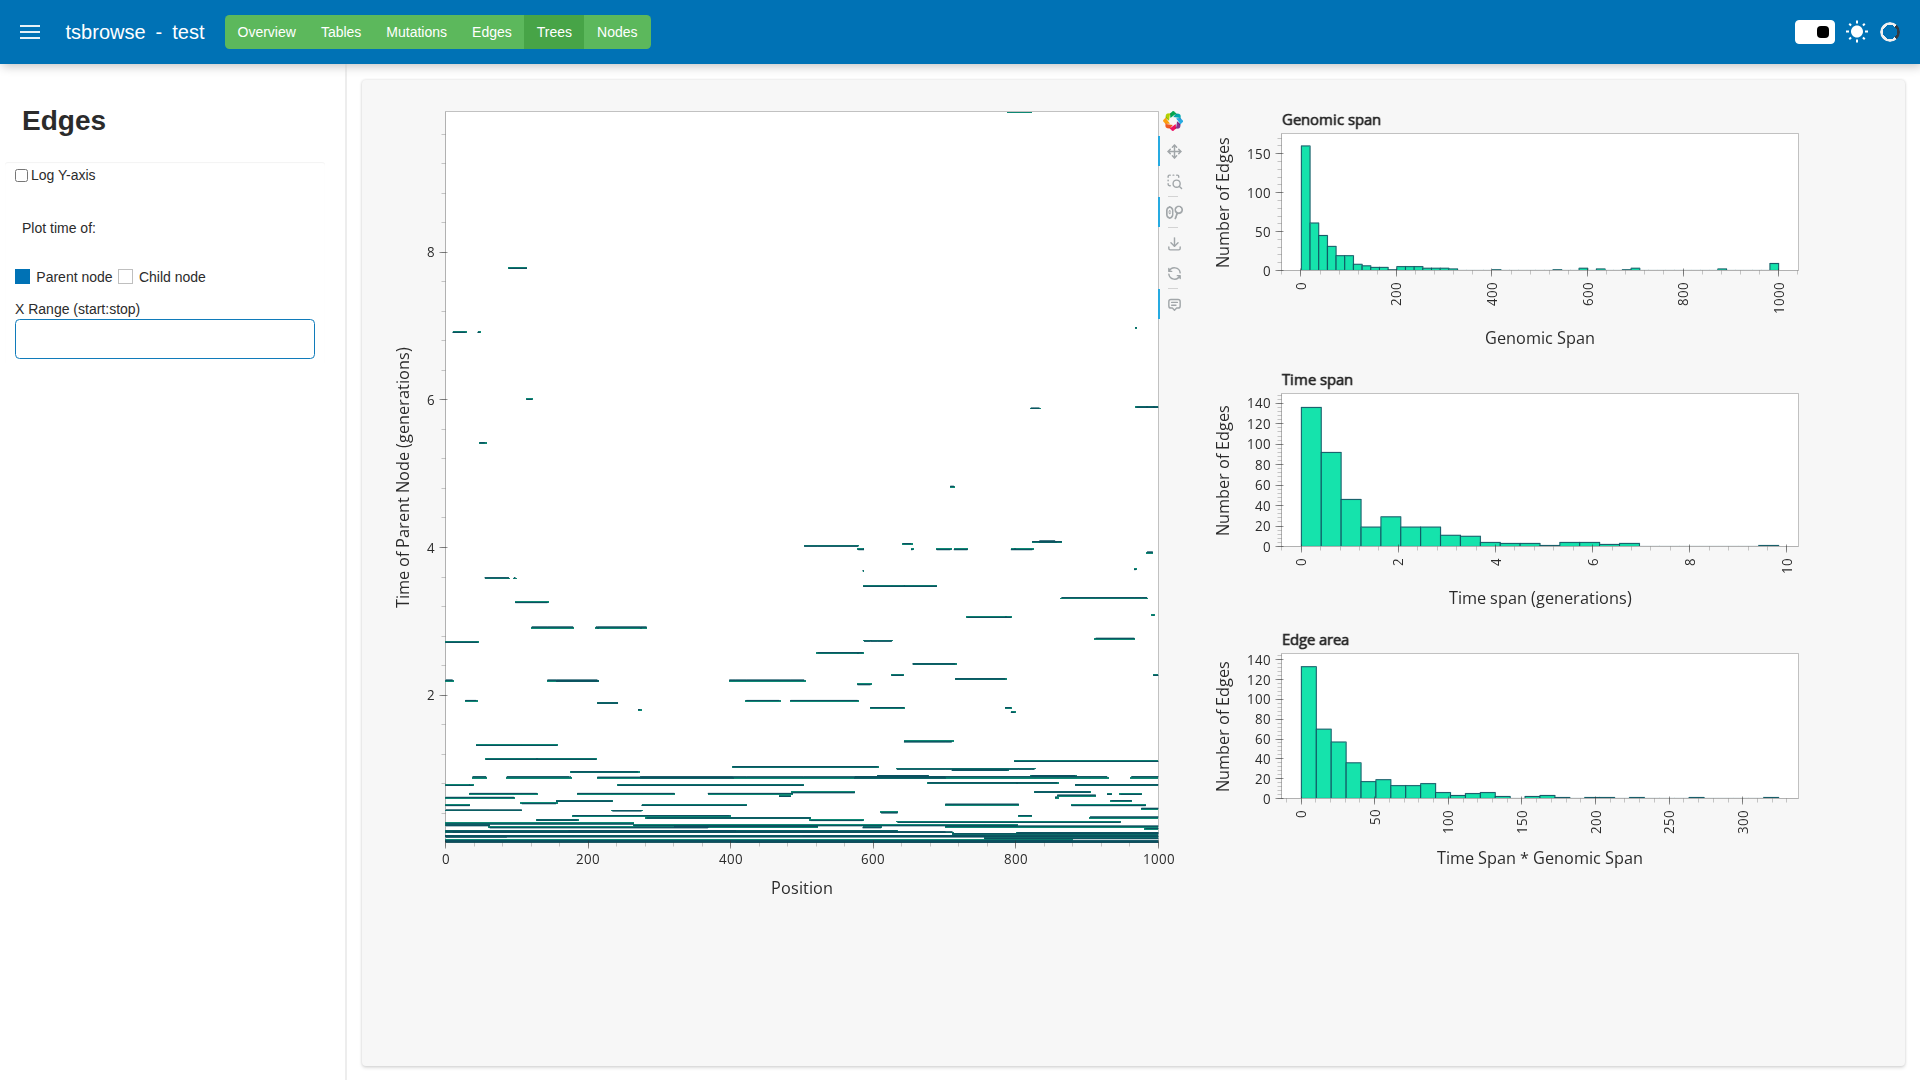 tsbrowse - test
Overview Tables Mutations Edges Trees Nodes
Edges
Log Y-axis
Plot time of:
Parent node Child node
X Range (start:stop)
Time of Parent Node (generations)
8
6
4
2
0 200 400 600 800 1000
Position
Genomic span
Number of Edges
150
100
50
0
0 200 400 600 800 1000
Genomic Span
Time span
Number of Edges
140
120
100
80
60
40
20
0
0 2 4 6 8 10
Time span (generations)
Edge area
Number of Edges
140
120
100
80
60
40
20
0
0 50 100 150 200 250 300
Time Span * Genomic Span